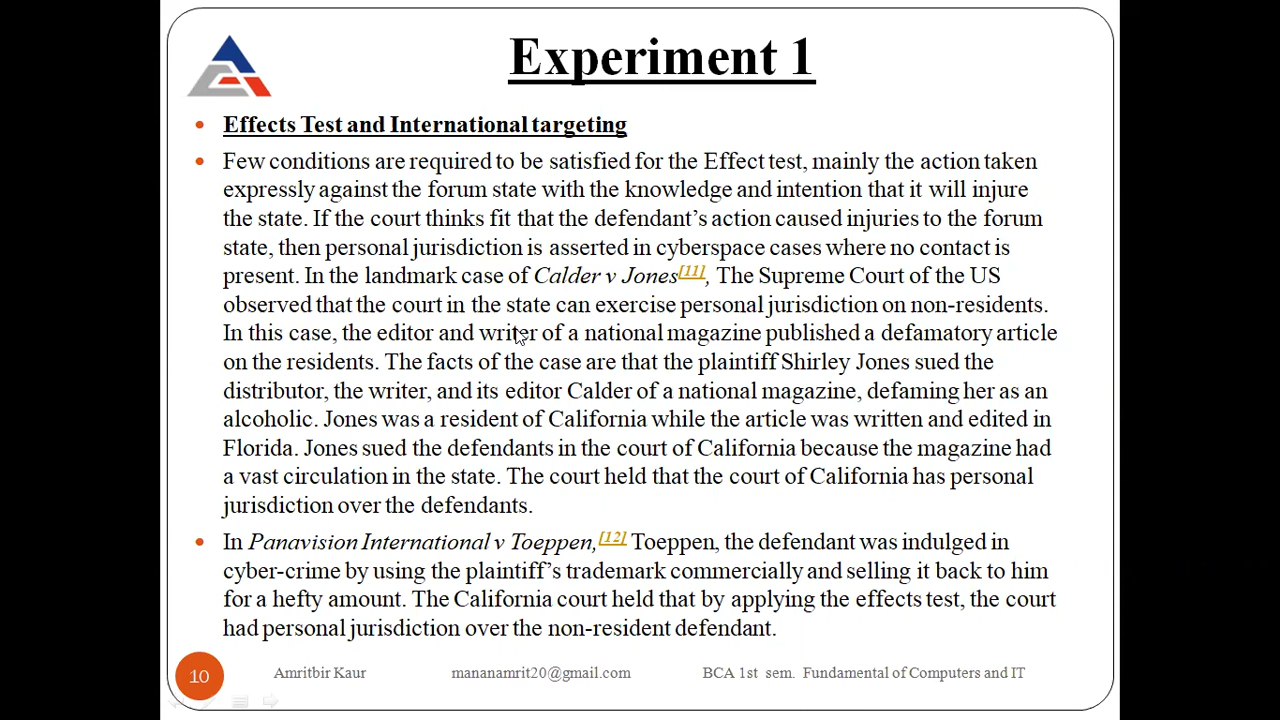 Experiment 1
Effects Test and International targeting
Few conditions are required to be satisfied for the Effect test, mainly the action taken
expressly against the forum state with the knowledge and intention that it will injure
the state. If the court thinks fit that the defendant's action caused injuries to the forum
state, then personal jurisdiction is asserted in cyberspace cases where no contact is
present. In the landmark case of Calder v Jones[11], The Supreme Court of the US
observed that the court in the state can exercise personal jurisdiction on non-residents.
In this case, the editor and writer of a national magazine published a defamatory article
on the residents. The facts of the case are that the plaintiff Shirley Jones sued the
distributor, the writer, and its editor Calder of a national magazine, defaming her as an
alcoholic. Jones was a resident of California while the article was written and edited in
Florida. Jones sued the defendants in the court of California because the magazine had
a vast circulation in the state. The court held that the court of California has personal
jurisdiction over the defendants.
In Panavision International v Toeppen,[12] Toeppen, the defendant was indulged in
cyber-crime by using the plaintiff's trademark commercially and selling it back to him
for a hefty amount. The California court held that by applying the effects test, the court
had personal jurisdiction over the non-resident defendant.
10 Amritbir Kaur mananamrit20@gmail.com BCA 1st sem. Fundamental of Computers and IT